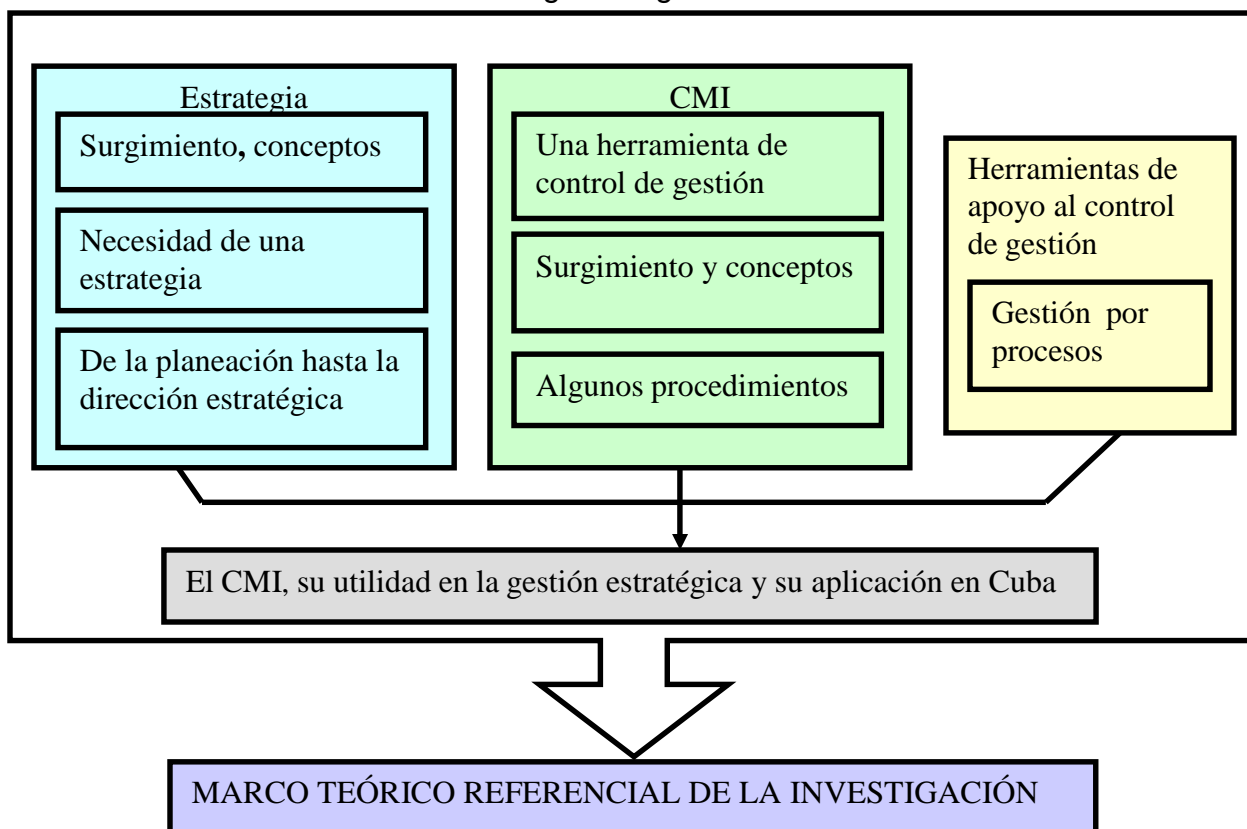 Estrategia
Surgimiento, conceptos
Necesidad de una
estrategia
De la planeación hasta la
dirección estratégica
CMI
Una herramienta de
control de gestión
Surgimiento y conceptos
Algunos procedimientos
Herramientas de
apoyo al control
de gestión
Gestión por
procesos
El CMI, su utilidad en la gestión estratégica y su aplicación en Cuba
MARCO TEÓRICO REFERENCIAL DE LA INVESTIGACIÓN